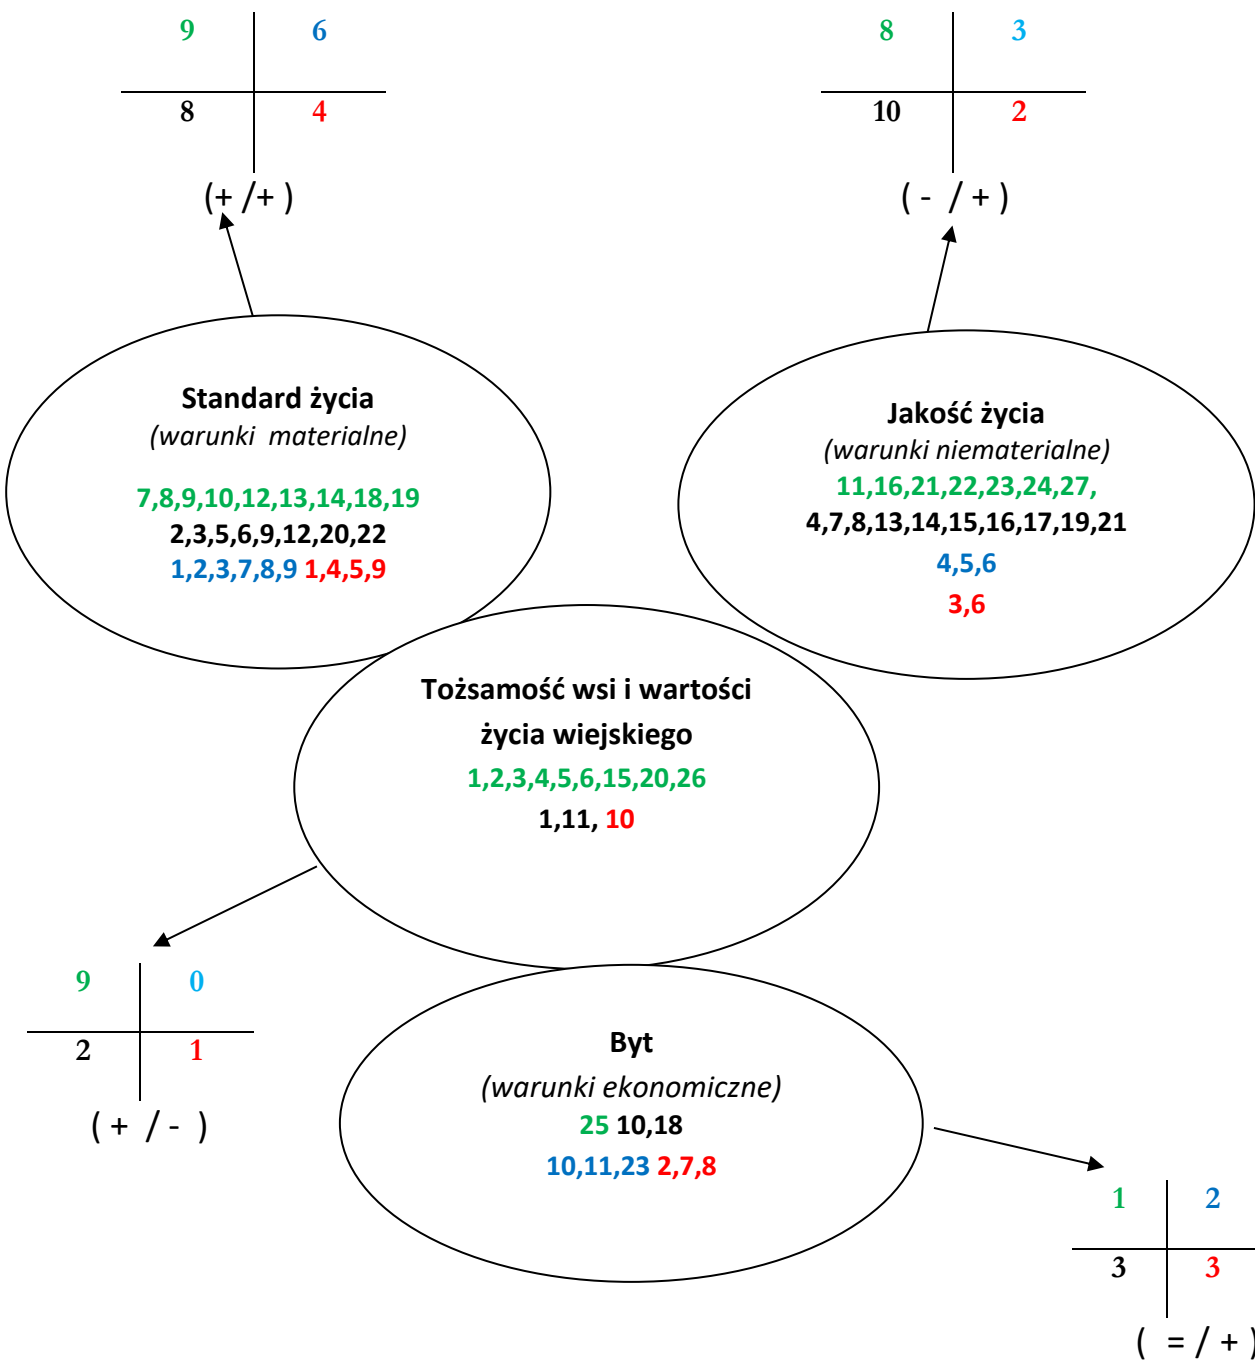 9 6
8 4
(+ /+ )
8 3
10 2
( - / + )
Standard życia
(warunki materialne)
7,8,9,10,12,13,14,18,19
2,3,5,6,9,12,20,22
1,2,3,7,8,9 1,4,5,9
Jakość życia
(warunki niematerialne)
11,16,21,22,23,24,27,
4,7,8,13,14,15,16,17,19,21
4,5,6
3,6
Tożsamość wsi i wartości
życia wiejskiego
1,2,3,4,5,6,15,20,26
1,11, 10
9 0
2 1
( + / - )
Byt
(warunki ekonomiczne)
25 10,18
10,11,23 2,7,8
1 2
3 3
( = / + )